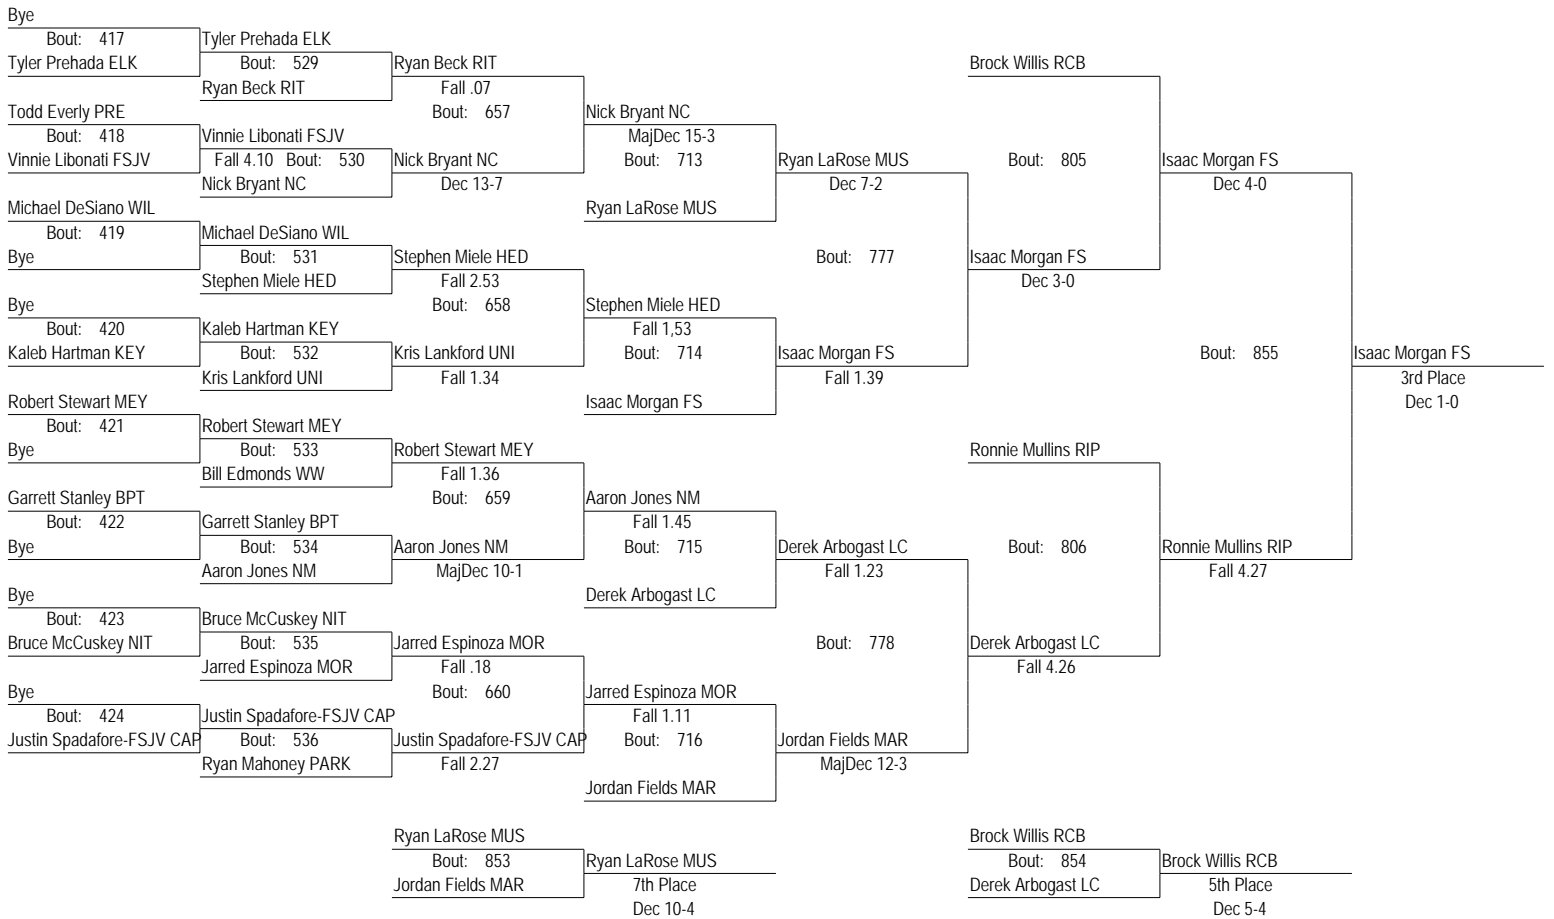 Bye
Bout: 417
Tyler Prehada ELK
Tyler Prehada ELK
Bout: 529
Ryan Beck RIT
Ryan Beck RIT
Fall .07
Bout: 657
Todd Everly PRE
Bout: 418
Vinnie Libonati FSJV
Vinnie Libonati FSJV
Fall 4.10 Bout: 530
Nick Bryant NC
Nick Bryant NC
Dec 13-7
Nick Bryant NC
MajDec 15-3
Bout: 713
Ryan LaRose MUS
Ryan LaRose MUS
Dec 7-2
Bout: 777
Michael DeSiano WIL
Bout: 419
Bye
Michael DeSiano WIL
Bout: 531
Stephen Miele HED
Stephen Miele HED
Fall 2.53
Bout: 658
Bye
Bout: 420
Kaleb Hartman KEY
Kaleb Hartman KEY
Bout: 532
Kris Lankford UNI
Kris Lankford UNI
Fall 1.34
Stephen Miele HED
Fall 1,53
Bout: 714
Isaac Morgan FS
Isaac Morgan FS
Fall 1.39
Brock Willis RCB
Bout: 805
Isaac Morgan FS
Dec 3-0
Isaac Morgan FS
Dec 4-0
Bout: 855
Isaac Morgan FS
3rd Place
Dec 1-0
Robert Stewart MEY
Bout: 421
Bye
Robert Stewart MEY
Bout: 533
Bill Edmonds WW
Robert Stewart MEY
Fall 1.36
Bout: 659
Garrett Stanley BPT
Bout: 422
Bye
Garrett Stanley BPT
Bout: 534
Aaron Jones NM
Aaron Jones NM
MajDec 10-1
Aaron Jones NM
Fall 1.45
Bout: 715
Derek Arbogast LC
Derek Arbogast LC
Fall 1.23
Bout: 778
Bye
Bout: 423
Bruce McCuskey NIT
Bruce McCuskey NIT
Bout: 535
Jarred Espinoza MOR
Jarred Espinoza MOR
Fall .18
Bout: 660
Bye
Bout: 424
Justin Spadafore-FSJV CAP
Justin Spadafore-FSJV CAP
Bout: 536
Ryan Mahoney PARK
Justin Spadafore-FSJV CAP
Fall 2.27
Jarred Espinoza MOR
Fall 1.11
Bout: 716
Jordan Fields MAR
Jordan Fields MAR
MajDec 12-3
Ronnie Mullins RIP
Bout: 806
Derek Arbogast LC
Fall 4.26
Ronnie Mullins RIP
Fall 4.27
Ryan LaRose MUS
Bout: 853
Jordan Fields MAR
Ryan LaRose MUS
7th Place
Dec 10-4
Brock Willis RCB
Bout: 854
Derek Arbogast LC
Brock Willis RCB
5th Place
Dec 5-4